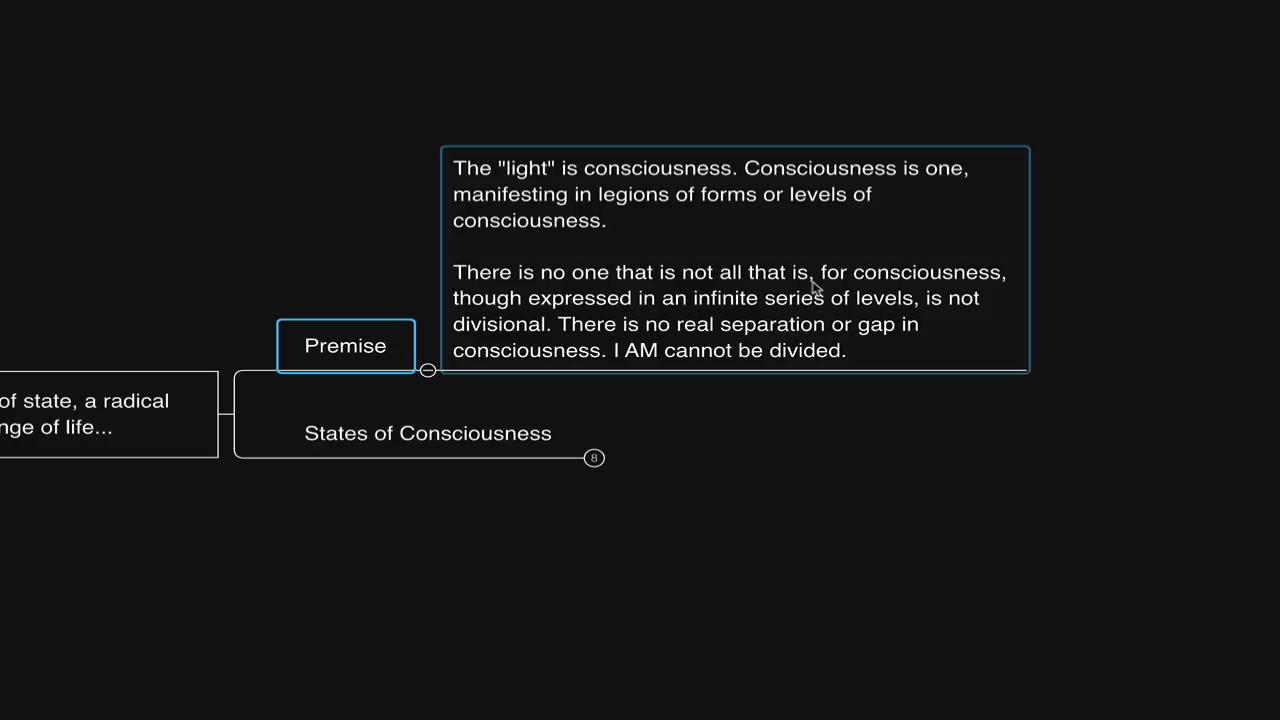 The "light" is consciousness. Consciousness is one,
manifesting in legions of forms or levels of
consciousness.
There is no one that is not all that is, for consciousness,
though expressed in an infinite series of levels, is not
divisional. There is no real separation or gap in
consciousness. I AM cannot be divided.
Premise
of state, a radical
nge of life...
States of Consciousness
8